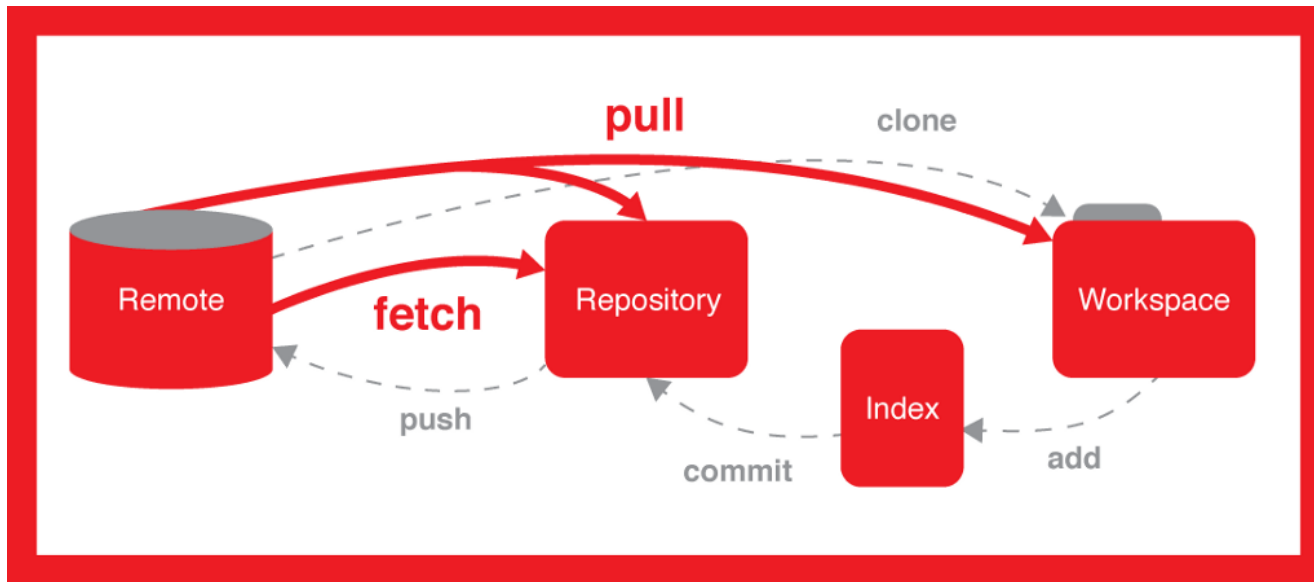 pull
clone
Remote
fetch
Repository
Workspace
push
Index
commit
add